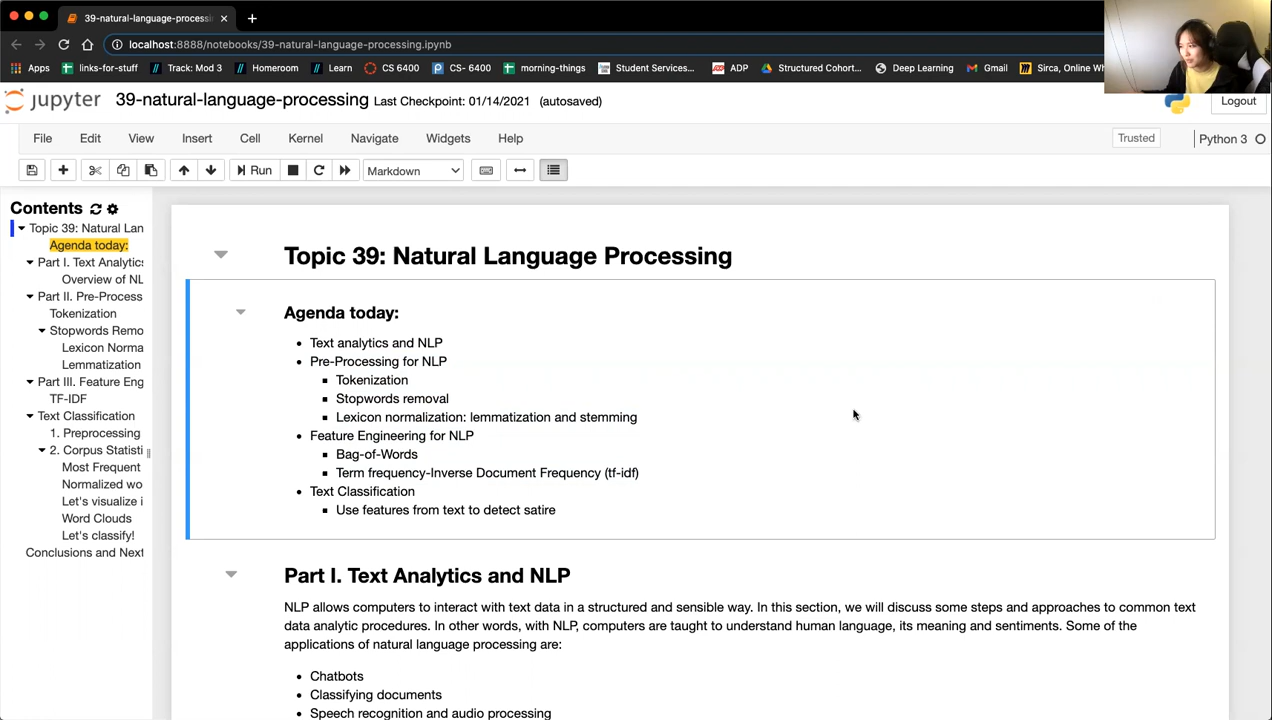 39-natural-language-processin
localhost:8888/notebooks/39-natural-language-processing.ipynb
Apps links-for-stuff Track: Mod 3 Homeroom Learn CS 6400 CS- 6400 morning-things Student Services... ADP Structured Cohort... Deep Learning Gmail Sirca, Online Wh
jupyter 39-natural-language-processing Last Checkpoint: 01/14/2021 (autosaved) Logout
File Edit View Insert Cell Kernel Navigate Widgets Help Trusted Python 3
Run Markdown
Contents
Topic 39: Natural Lan
Agenda today:
Part I. Text Analytics
Overview of NL
Part II. Pre-Process
Tokenization
Stopwords Remo
Lexicon Norma
Lemmatization
Part III. Feature Eng
TF-IDF
Text Classification
1. Preprocessing
2. Corpus Statisti
Most Frequent
Normalized wo
Let's visualize i
Word Clouds
Let's classify!
Conclusions and Next
Topic 39: Natural Language Processing
Agenda today:
• Text analytics and NLP
• Pre-Processing for NLP
▪ Tokenization
▪ Stopwords removal
▪ Lexicon normalization: lemmatization and stemming
• Feature Engineering for NLP
▪ Bag-of-Words
▪ Term frequency-Inverse Document Frequency (tf-idf)
• Text Classification
▪ Use features from text to detect satire
Part I. Text Analytics and NLP
NLP allows computers to interact with text data in a structured and sensible way. In this section, we will discuss some steps and approaches to common text
data analytic procedures. In other words, with NLP, computers are taught to understand human language, its meaning and sentiments. Some of the
applications of natural language processing are:
• Chatbots
• Classifying documents
• Speech recognition and audio processing